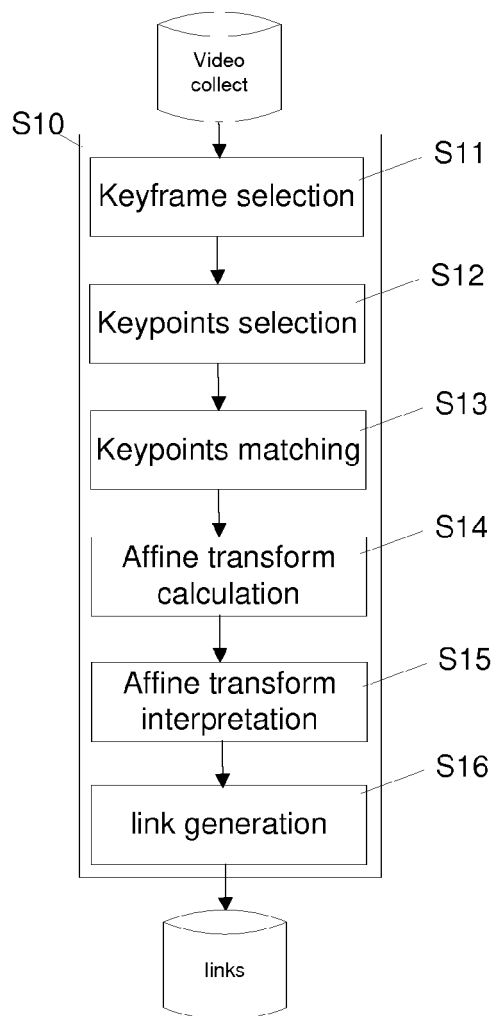 Video
collect
S10
S11
Keyframe selection
S12
Keypoints selection
S13
Keypoints matching
S14
Affine transform
calculation
S15
Affine transform
interpretation
S16
link generation
links